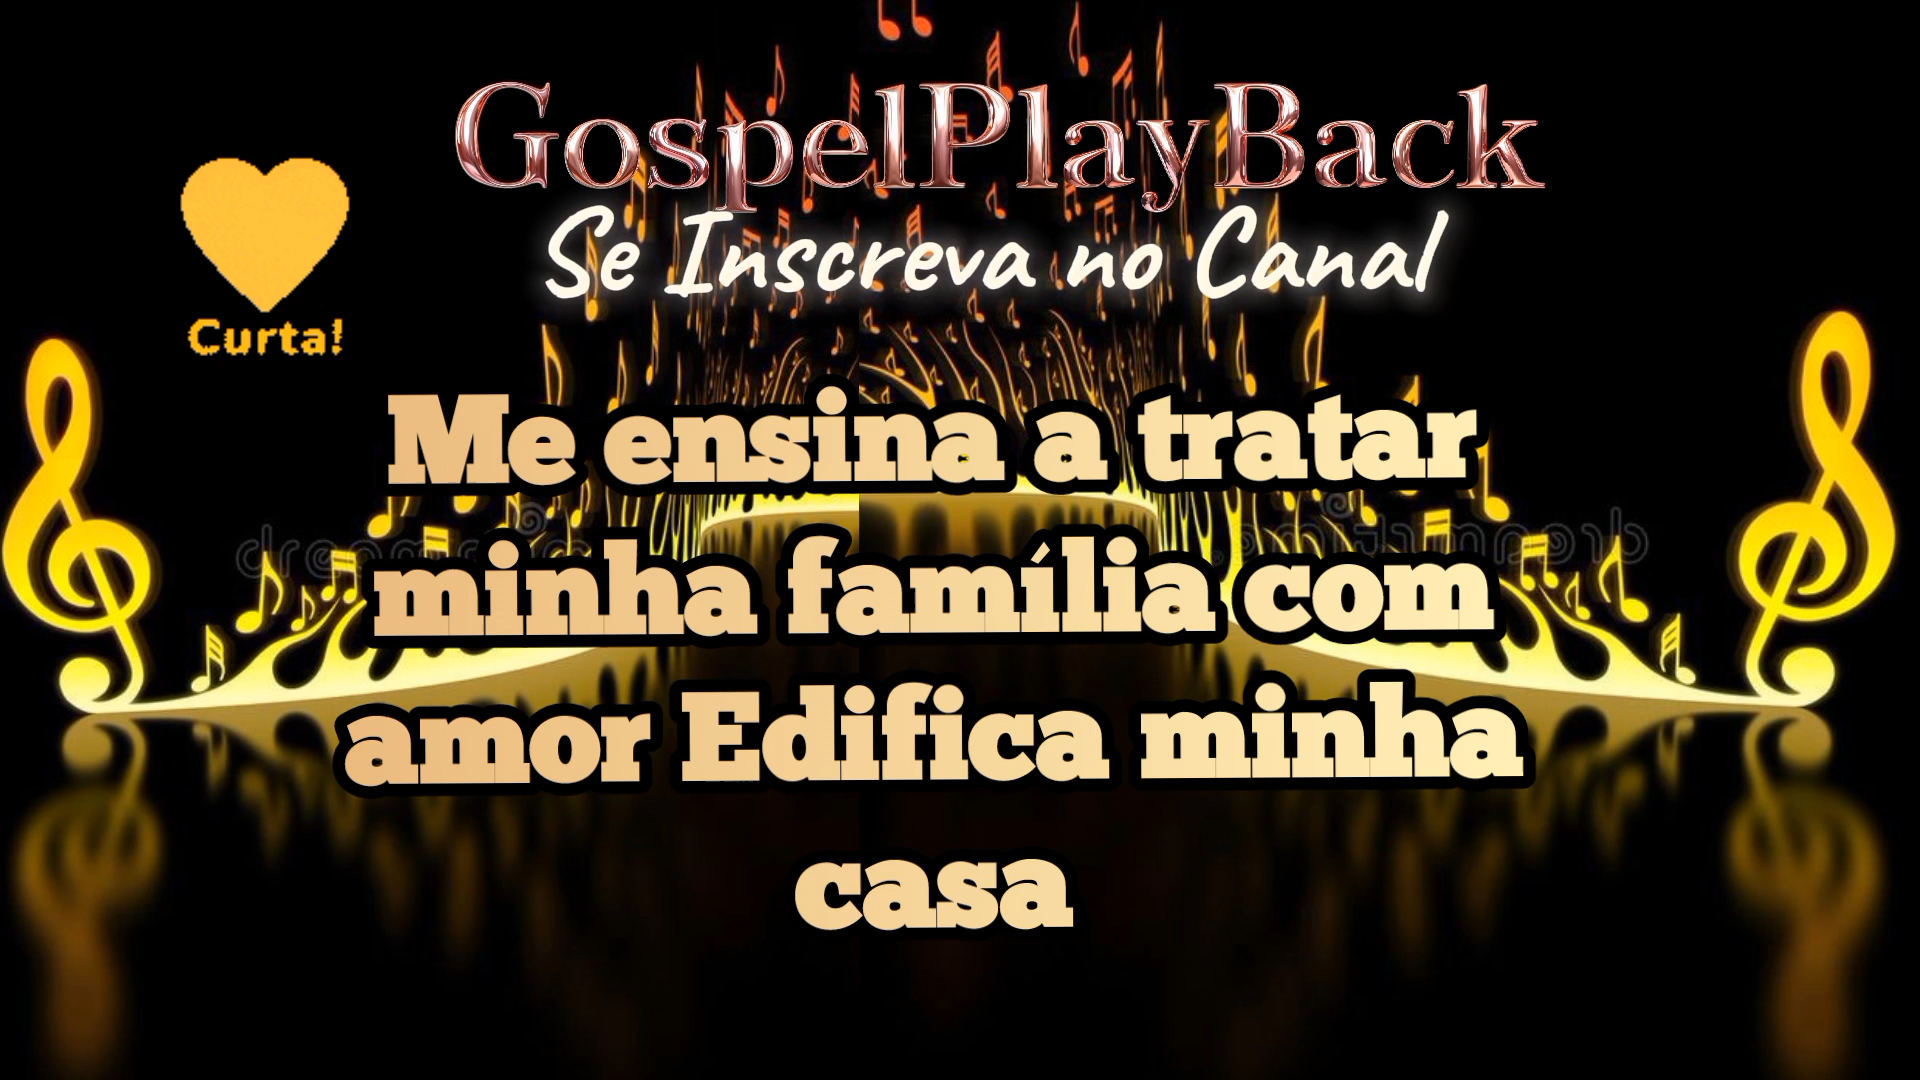 GospelPlayBack
Se Inscreva no Canal
Curta!
Me ensina a tratar
minha família com
amor Edifica minha
casa